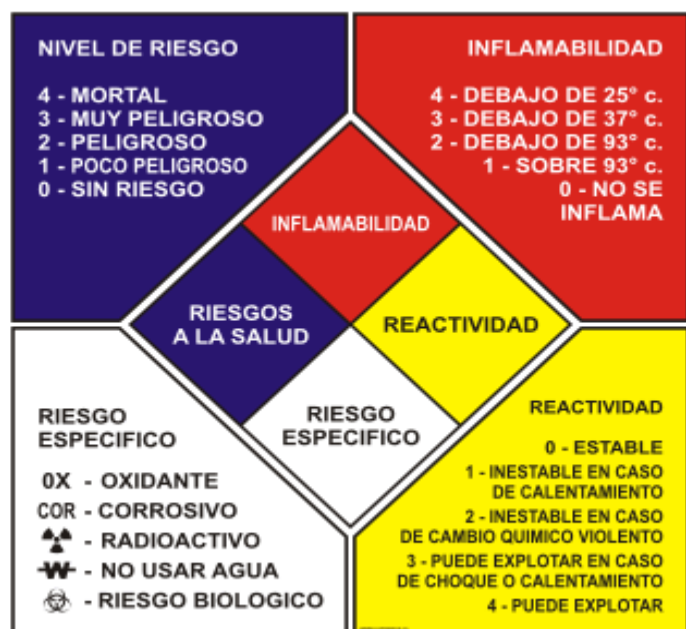 NIVEL DE RIESGO
4 - MORTAL
3 - MUY PELIGROSO
2 - PELIGROSO
1 - POCO PELIGROSO
0 - SIN RIESGO
INFLAMABILIDAD
4 - DEBAJO DE 25° c.
3 - DEBAJO DE 37° c.
2 - DEBAJO DE 93° c.
1 - SOBRE 93° c.
0 - NO SE
INFLAMA
INFLAMABILIDAD
RIESGOS
A LA SALUD
REACTIVIDAD
RIESGO
ESPECIFICO
RIESGO
ESPECIFICO
0X - OXIDANTE
COR - CORROSIVO
- RADIOACTIVO
W - NO USAR AGUA
- RIESGO BIOLOGICO
REACTIVIDAD
0 - ESTABLE
1 - INESTABLE EN CASO
DE CALENTAMIENTO
2 - INESTABLE EN CASO
DE CAMBIO QUIMICO VIOLENTO
3 - PUEDE EXPLOTAR EN CASO
DE CHOQUE O CALENTAMIENTO
4 - PUEDE EXPLOTAR